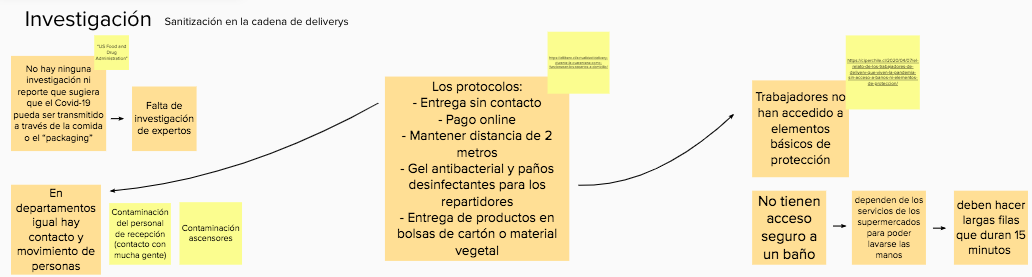 Investigación
Sanitización en la cadena de deliverys
"US Food and
Drug
Administration"
No hay ninguna
investigación ni
reporte que sugiera
que el Covid-19
pueda ser transmitido
a través de la comida
o el "packaging"
Falta de
investigación
de expertos
En
departamentos
igual hay
contacto y
movimiento de
personas
Contaminación
del personal
de recepción
(contacto con
mucha gente)
Contaminación
ascensores
Los protocolos:
- Entrega sin contacto
- Pago online
- Mantener distancia de 2
metros
- Gel antibacterial y paños
desinfectantes para los
repartidores
- Entrega de productos en
bolsas de cartón o material
vegetal
Trabajadores no
han accedido a
elementos
básicos de
protección
No tienen
acceso
seguro a
un baño
dependen de los
servicios de los
supermercados
para poder
lavarse las
manos
deben hacer
largas filas
que duran 15
minutos